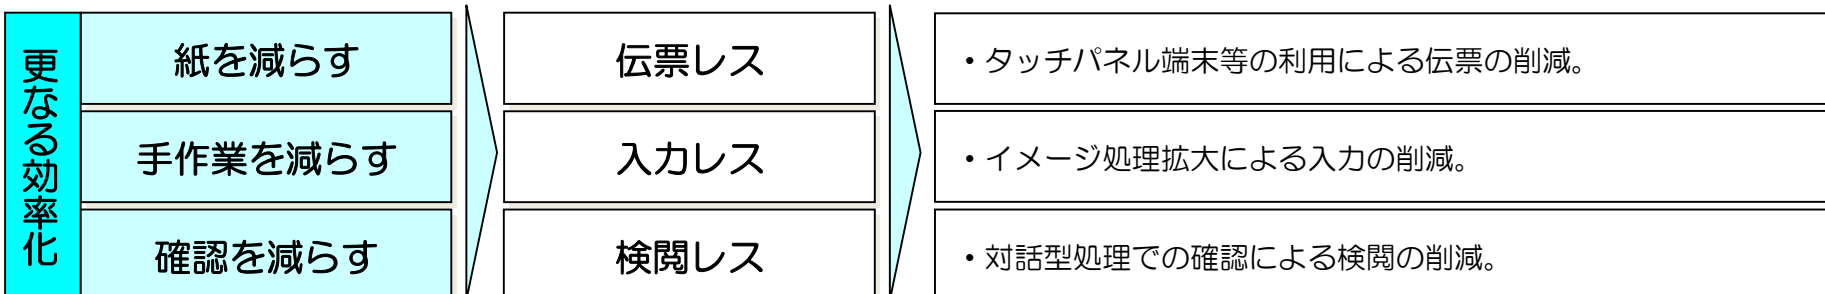 更なる効率化
紙を減らす
伝票レス
・タッチパネル端末等の利用による伝票の削減。
手作業を減らす
入力レス
・イメージ処理拡大による入力の削減。
確認を減らす
検閲レス
・対話型処理での確認による検閲の削減。